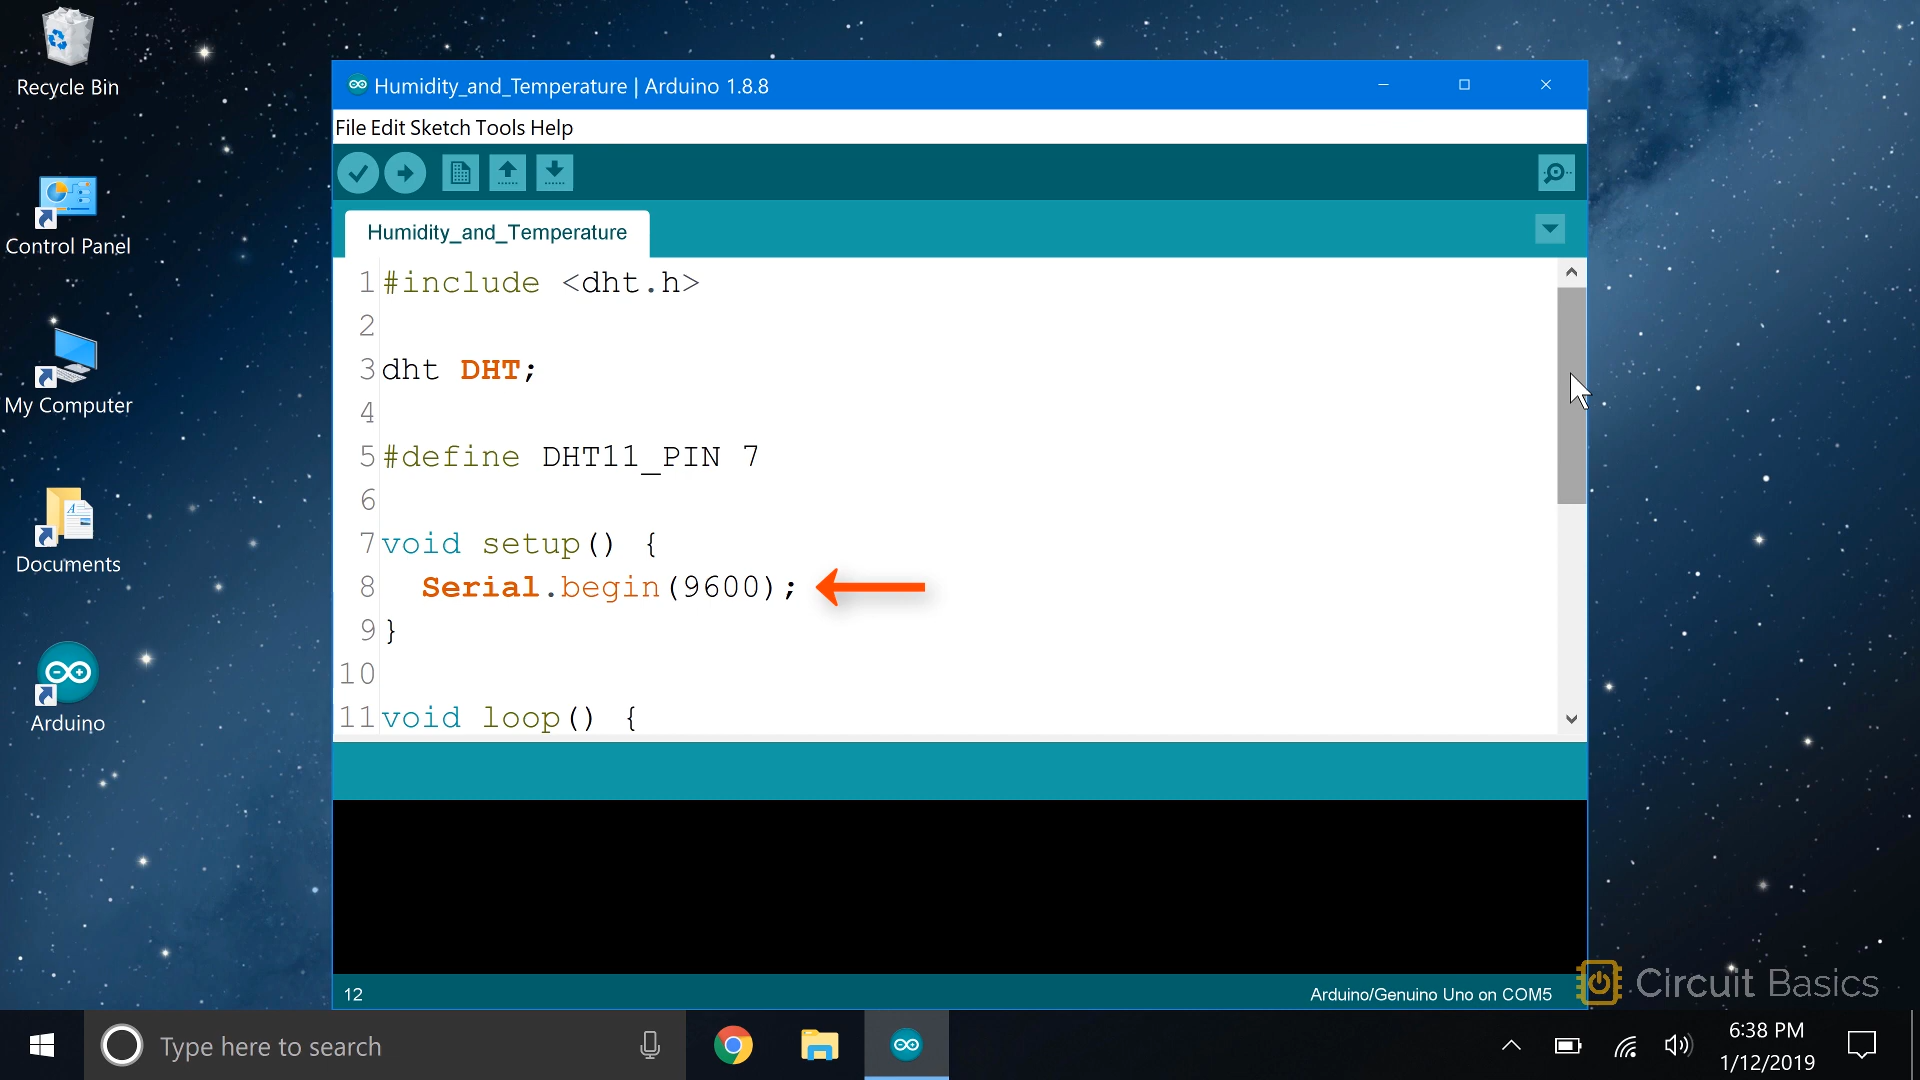 Recycle Bin
Control Panel
My Computer
Documents
Arduino
Humidity_and_Temperature | Arduino 1.8.8
File Edit Sketch Tools Help
Humidity_and_Temperature
1 #include <dht.h>
2
3 dht DHT;
4
5 #define DHT11_PIN 7
6
7 void setup() {
8 Serial.begin(9600);
9 }
10
11 void loop() {
12
Arduino/Genuino Uno on COM5
Circuit Basics
Type here to search
6:38 PM
1/12/2019